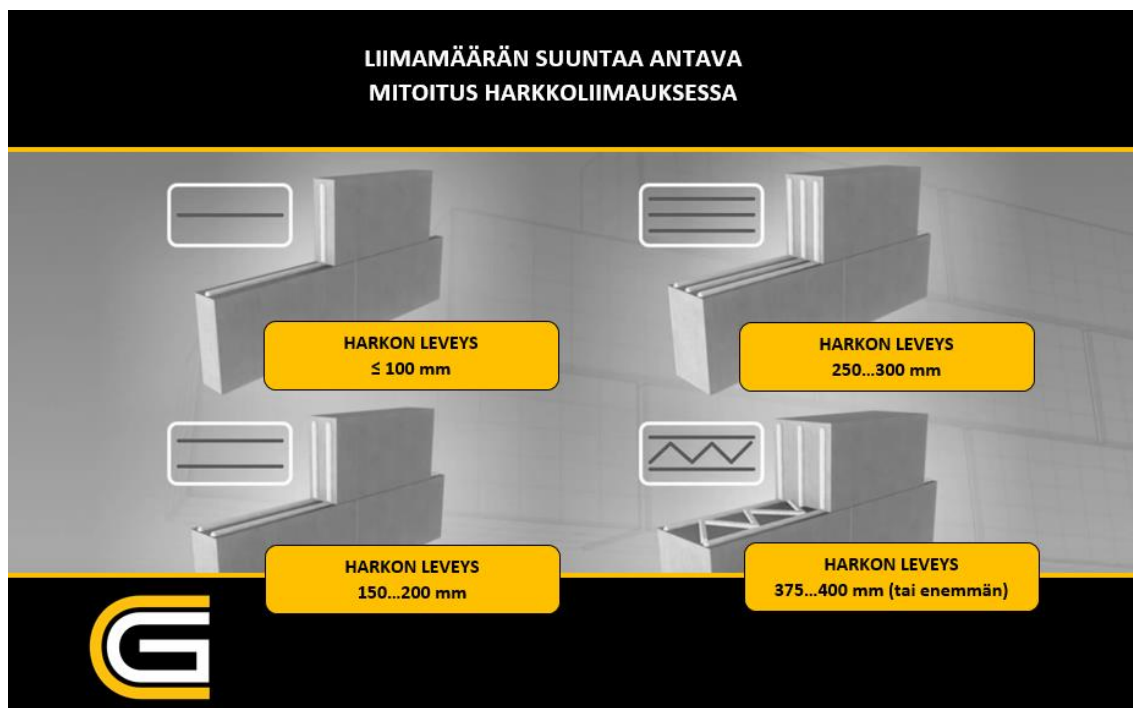 LIIMAMÄÄRÄN SUUNTAA ANTAVA
MITOITUS HARKKOLIIMAUKSESSA
HARKON LEVEYS
≤ 100 mm
HARKON LEVEYS
250...300 mm
HARKON LEVEYS
150...200 mm
HARKON LEVEYS
375...400 mm (tai enemmän)
G